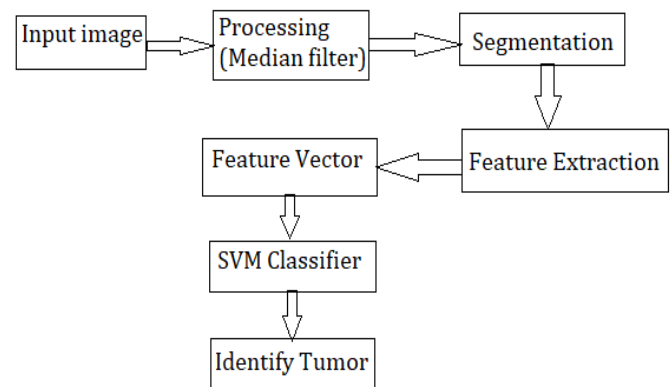 Input image
Processing
(Median filter)
Segmentation
Feature Extraction
Feature Vector
SVM Classifier
Identify Tumor